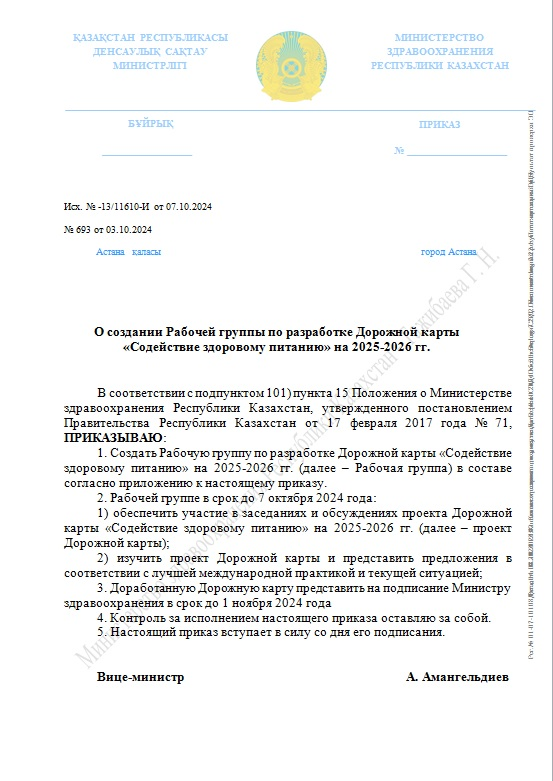 ҚАЗАҚСТАН РЕСПУБЛИКАСЫ
ДЕНСАУЛЫҚ САҚТАУ
МИНИСТРЛІГІ
МИНИСТЕРСТВО
ЗДРАВООХРАНЕНИЯ
РЕСПУБЛИКИ КАЗАХСТАН
БҰЙРЫҚ
ПРИКАЗ
№
Исх. № -13/11610-И от 07.10.2024
№ 693 от 03.10.2024
Астана қаласы
город Астана
О создании Рабочей группы по разработке Дорожной карты
«Содействие здоровому питанию» на 2025-2026 гг.
В соответствии с подпунктом 101) пункта 15 Положения о Министерстве
здравоохранения Республики Казахстан, утвержденного постановлением
Правительства Республики Казахстан от 17 февраля 2017 года № 71,
ПРИКАЗЫВАЮ:
1. Создать Рабочую группу по разработке Дорожной карты «Содействие
здоровому питанию» на 2025-2026 гг. (далее – Рабочая группа) в составе
согласно приложению к настоящему приказу.
2. Рабочей группе в срок до 7 октября 2024 года:
1) обеспечить участие в заседаниях и обсуждениях проекта Дорожной
карты «Содействие здоровому питанию» на 2025-2026 гг. (далее – проект
Дорожной карты);
2) изучить проект Дорожной карты и представить предложения в
соответствии с лучшей международной практикой и текущей ситуацией;
3. Доработанную Дорожную карту представить на подписание Министру
здравоохранения в срок до 1 ноября 2024 года
4. Контроль за исполнением настоящего приказа оставляю за собой.
5. Настоящий приказ вступает в силу со дня его подписания.
Вице-министр
А. Амангельдиев